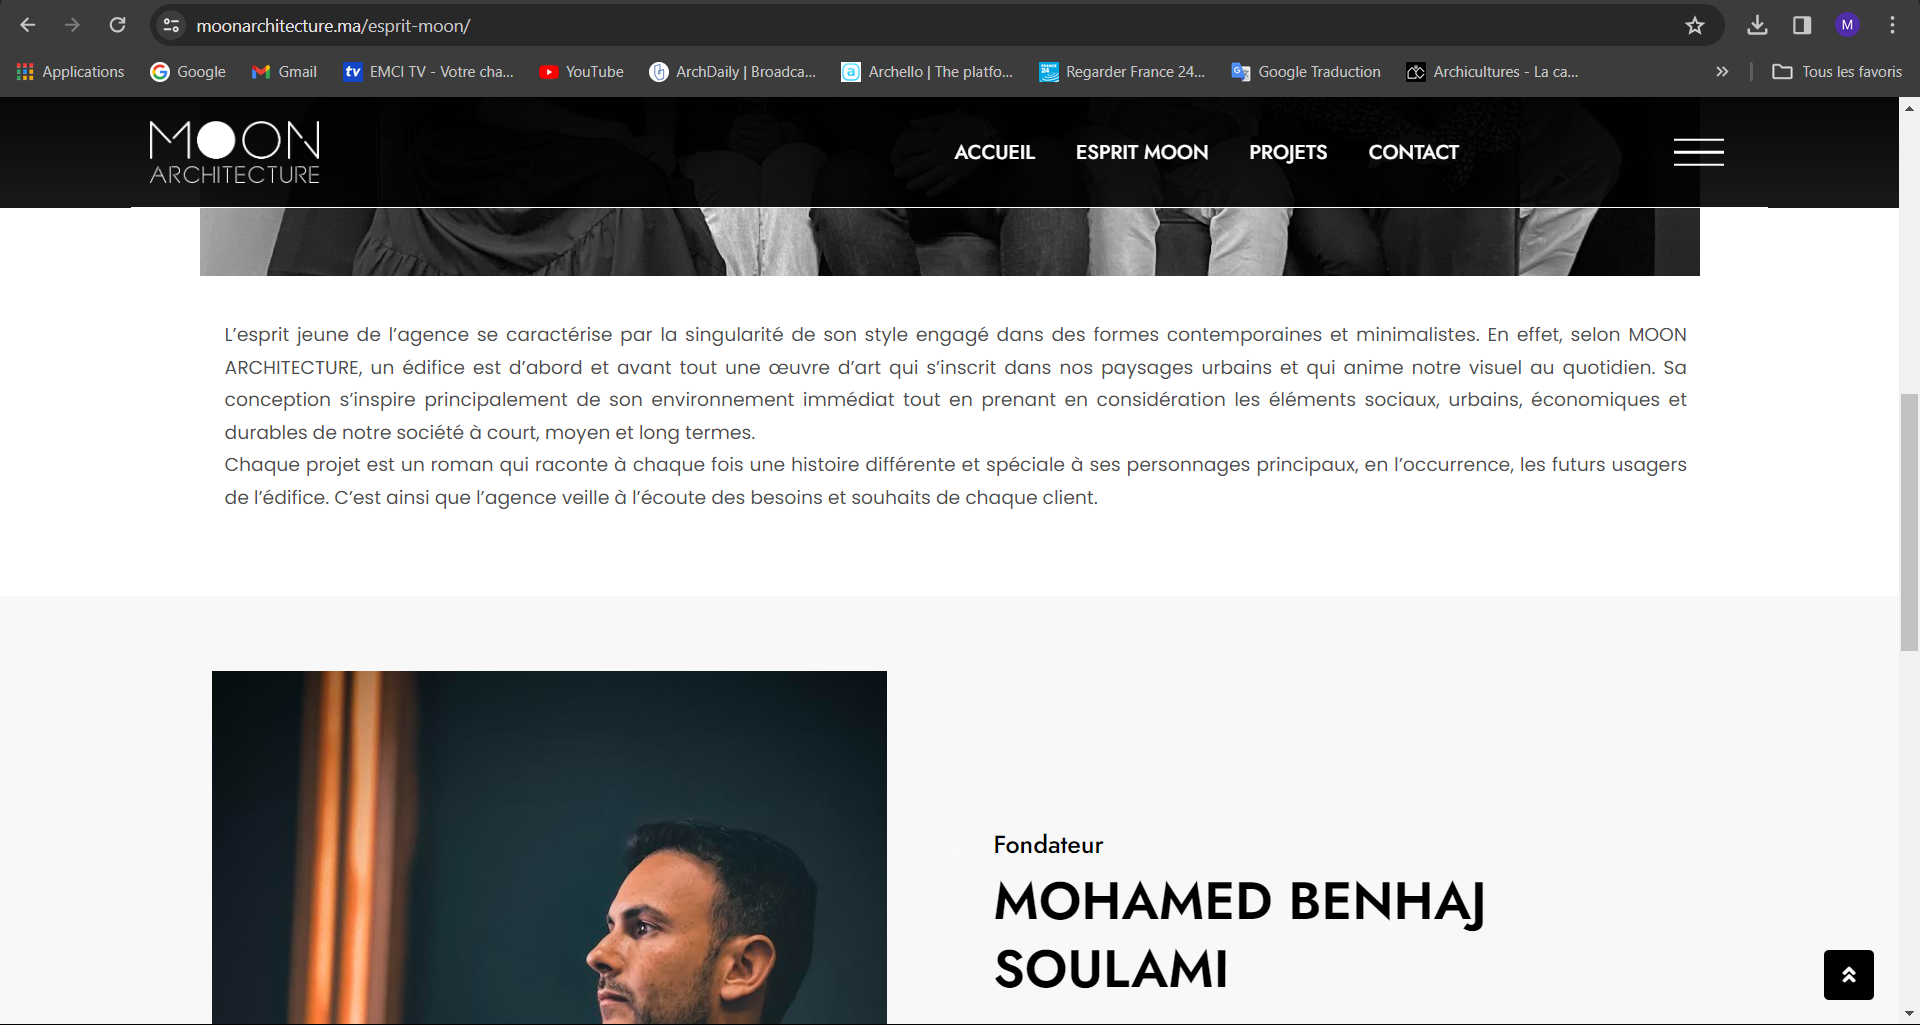 moonarchitecture.ma/esprit-moon/
M
Applications
Google
Gmail
tv EMCI TV - Votre cha...
YouTube
ArchDaily | Broadca...
a Archello | The platfo...
FRANCE 24 Regarder France 24...
Google Traduction
Archicultures - La ca...
Tous les favoris
MOON
ARCHITECTURE
ACCUEIL
ESPRIT MOON
PROJETS
CONTACT
L’esprit jeune de l’agence se caractérise par la singularité de son style engagé dans des formes contemporaines et minimalistes. En effet, selon MOON
ARCHITECTURE, un édifice est d’abord et avant tout une œuvre d’art qui s’inscrit dans nos paysages urbains et qui anime notre visuel au quotidien. Sa
conception s’inspire principalement de son environnement immédiat tout en prenant en considération les éléments sociaux, urbains, économiques et
durables de notre société à court, moyen et long termes.
Chaque projet est un roman qui raconte à chaque fois une histoire différente et spéciale à ses personnages principaux, en l’occurrence, les futurs usagers
de l’édifice. C’est ainsi que l’agence veille à l’écoute des besoins et souhaits de chaque client.
Fondateur
MOHAMED BENHAJ
SOULAMI